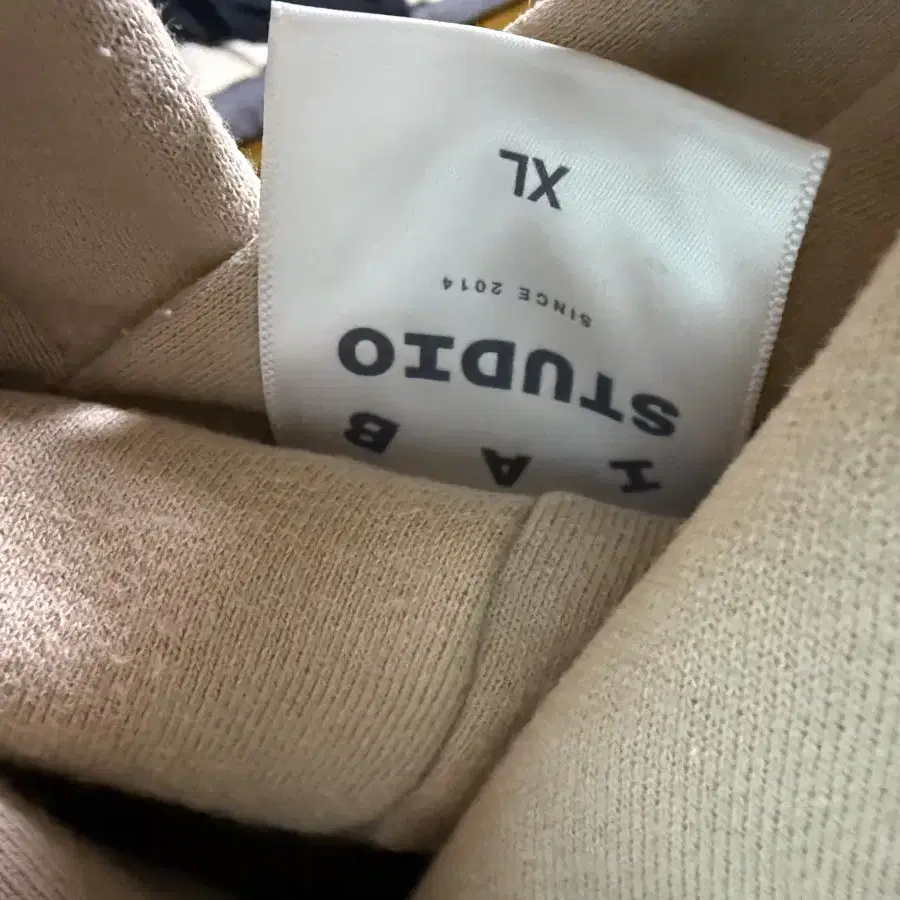 I A B
STUDIO
SINCE 2014
XL